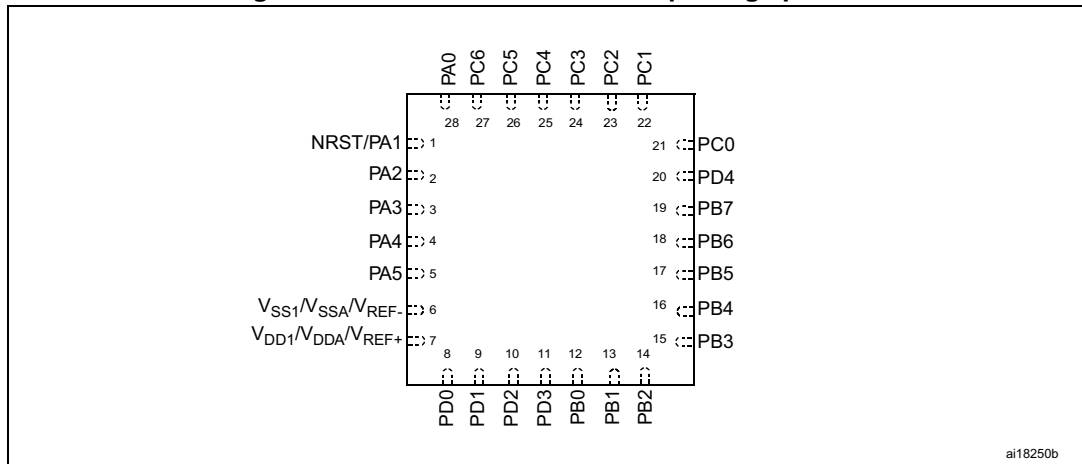 PA0 PC6 PC5 PC4 PC3 PC2 PC1
28 27 26 25 24 23 22
NRST/PA1 1 21 PC0
PA2 2 20 PD4
PA3 3 19 PB7
PA4 4 18 PB6
PA5 5 17 PB5
VSS1/VSSA/VREF- 6 16 PB4
VDD1/VDDA/VREF+ 7 15 PB3
8 9 10 11 12 13 14
PD0 PD1 PD2 PD3 PB0 PB1 PB2
ai18250b